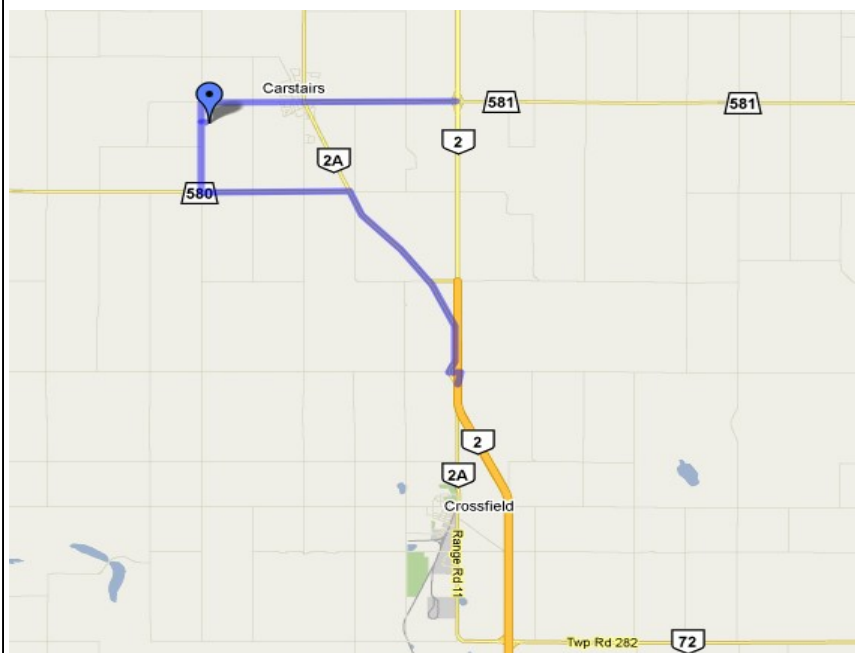 Carstairs
581
581
2
2A
580
2
2A
Crossfield
Range Rd 11
Twp Rd 282
72